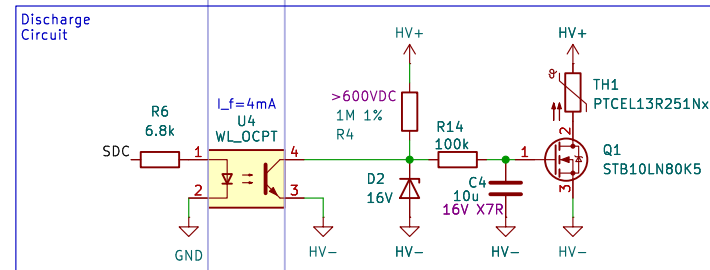 Discharge
Circuit
HV+
HV+
ϑ
TH1
PTCEL13R251Nx
>600VDC
1M 1%
R4
I_f=4mA
U4
WL_OCPT
R6
6.8k
R14
100k
SDC
1
4
2
3
1
2
3
Q1
STB10LN80K5
D2
16V
C4
10u
16V X7R
GND
HV-
HV-
HV-
HV-